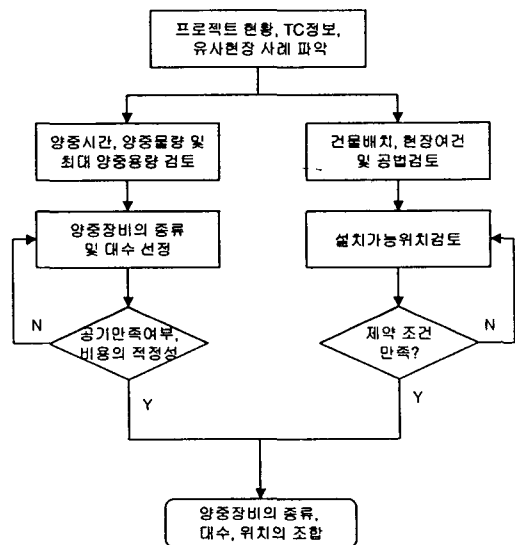 프로젝트 현황, TC정보,
유사현장 사례 파악
양중시간, 양중물량 및
최대 양중용량 검토
건물배치, 현장여건
및 공법검토
양중장비의 종류
및 대수 선정
설치가능위치검토
N
공기만족여부,
비용의 적정성
제약 조건
만족?
N
Y
Y
양중장비의 종류,
대수, 위치의 조합